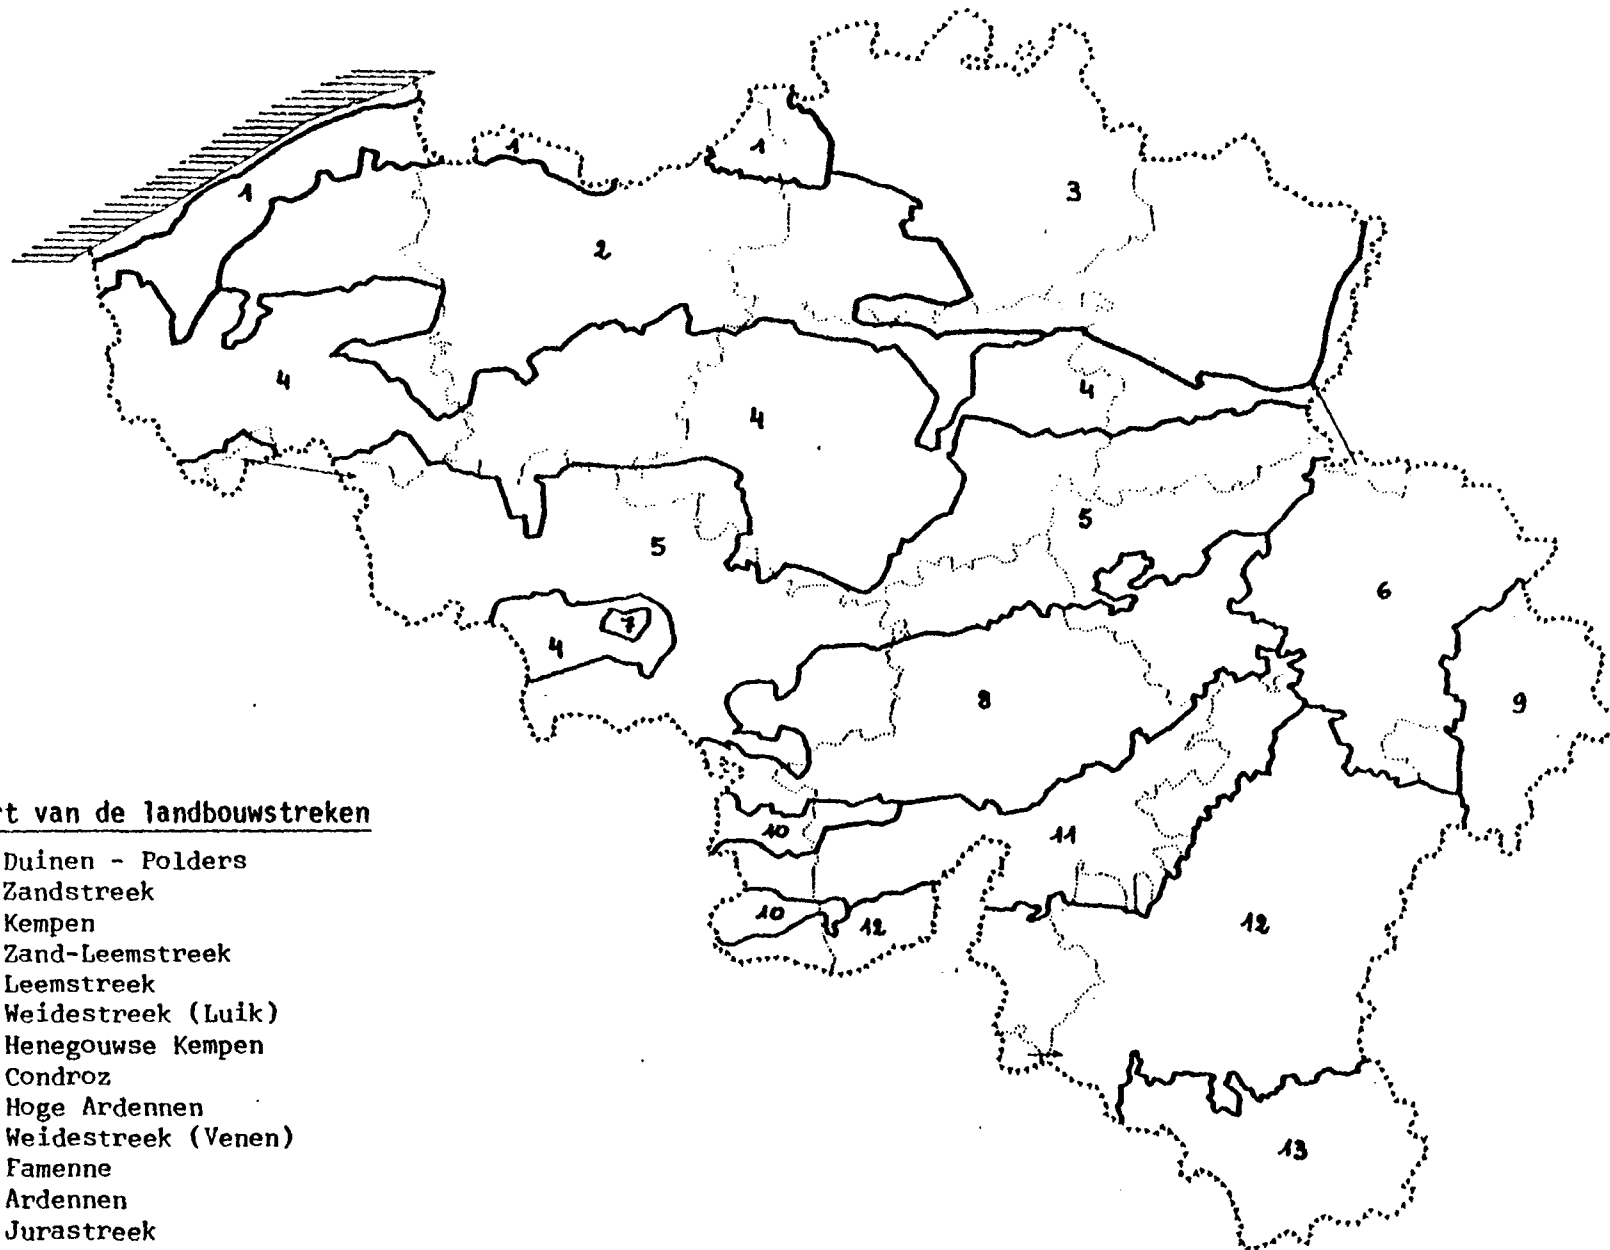 1
1
1
3
2
4
4
4
5
5
6
7
4
8
9
10
11
10
12
12
13
rt van de landbouwstreken
Duinen - Polders
Zandstreek
Kempen
Zand-Leemstreek
Leemstreek
Weidestreek (Luik)
Henegouwse Kempen
Condroz
Hoge Ardennen
Weidestreek (Venen)
Famenne
Ardennen
Jurastreek